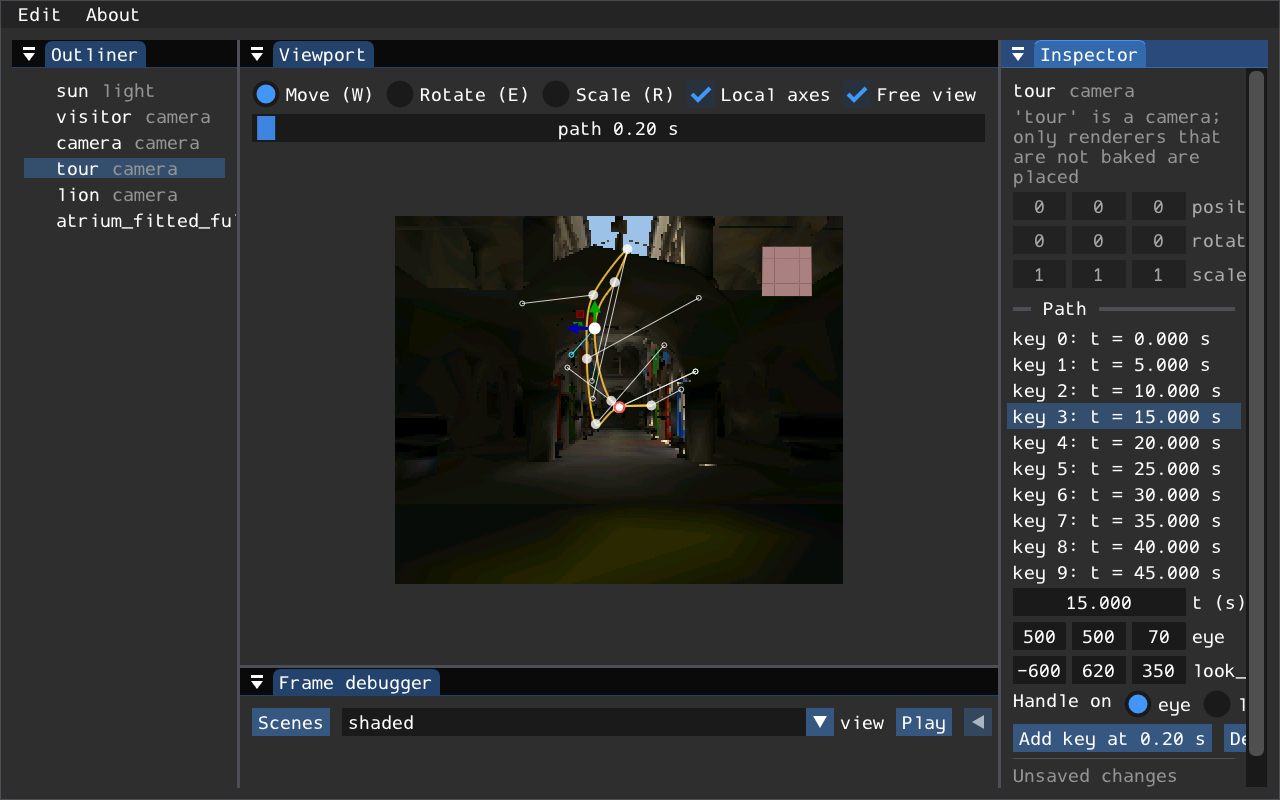 Edit About
Outliner
sun light
visitor camera
camera camera
tour camera
lion camera
atrium_fitted_fu
Viewport
Move (W) Rotate (E) Scale (R) Local axes Free view
path 0.20 s
Frame debugger
Scenes shaded view Play
Inspector
tour camera
'tour' is a camera;
only renderers that
are not baked are
placed
0 0 0 posit
0 0 0 rotat
1 1 1 scale
Path
key 0: t = 0.000 s
key 1: t = 5.000 s
key 2: t = 10.000 s
key 3: t = 15.000 s
key 4: t = 20.000 s
key 5: t = 25.000 s
key 6: t = 30.000 s
key 7: t = 35.000 s
key 8: t = 40.000 s
key 9: t = 45.000 s
15.000 t (s)
500 500 70 eye
-600 620 350 look_
Handle on eye l
Add key at 0.20 s De
Unsaved changes